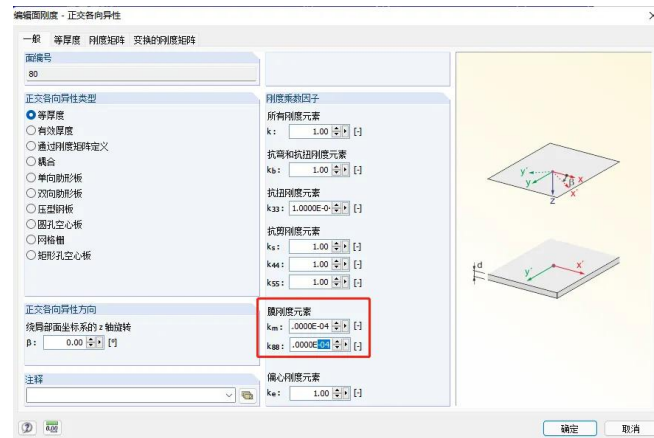 编辑面刚度 - 正交各向异性
一般 等厚度 刚度矩阵 变换的刚度矩阵
面编号
80
正交各向异性类型
等厚度
有效厚度
通过刚度矩阵定义
耦合
单向肋形板
双向肋形板
压型钢板
圆孔空心板
网格栅
矩形孔空心板
正交各向异性方向
绕局部面坐标系的 z 轴旋转
β: 0.00 [°]
注释
刚度乘数因子
所有刚度元素
k: 1.00 [-]
抗弯和抗扭刚度元素
kb: 1.00 [-]
抗扭刚度元素
k33: 1.0000E-0 [-]
抗剪刚度元素
ks: 1.00 [-]
k44: 1.00 [-]
k55: 1.00 [-]
膜刚度元素
km: .0000E-04 [-]
k88: .0000E-04 [-]
偏心刚度元素
ke: 1.00 [-]
y'
y
β
x
x'
z
d
y'
x'
0.00
确定 取消